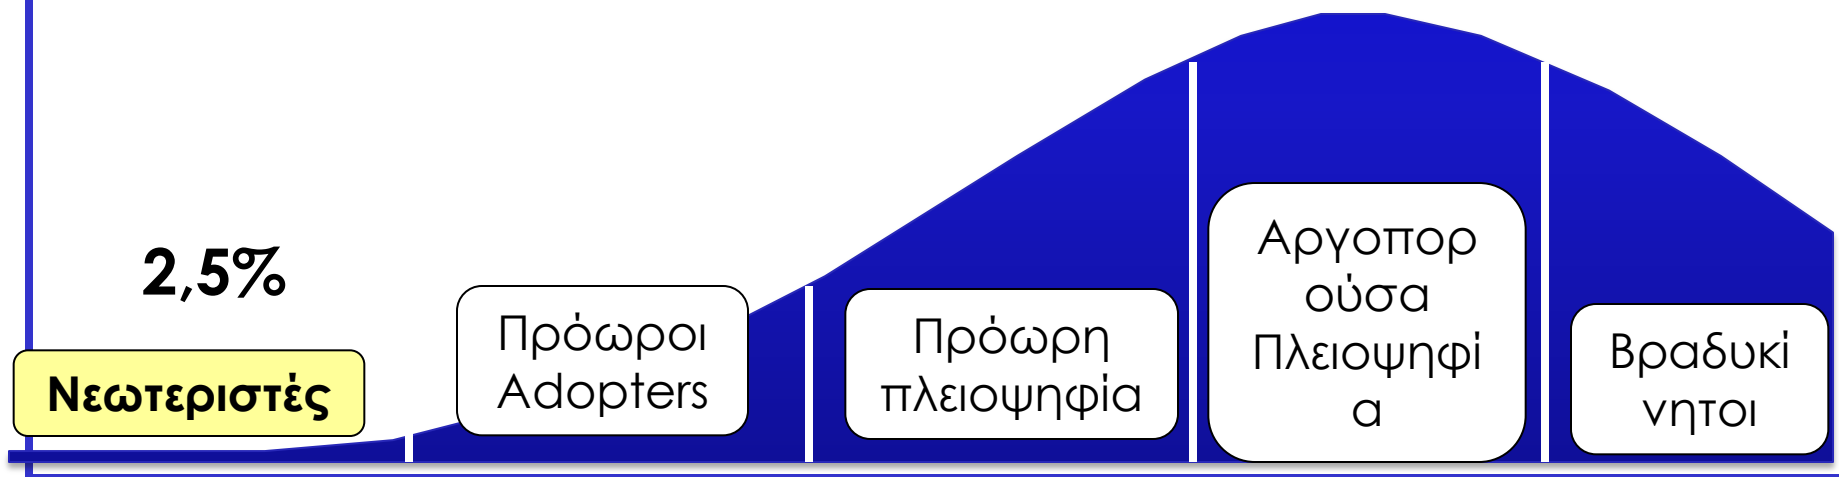 2,5%
Νεωτεριστές
Πρόωροι
Adopters
Πρόωρη
πλειοψηφία
Αργοπορ
ούσα
Πλειοψηφί
α
Βραδυκί
νητοι